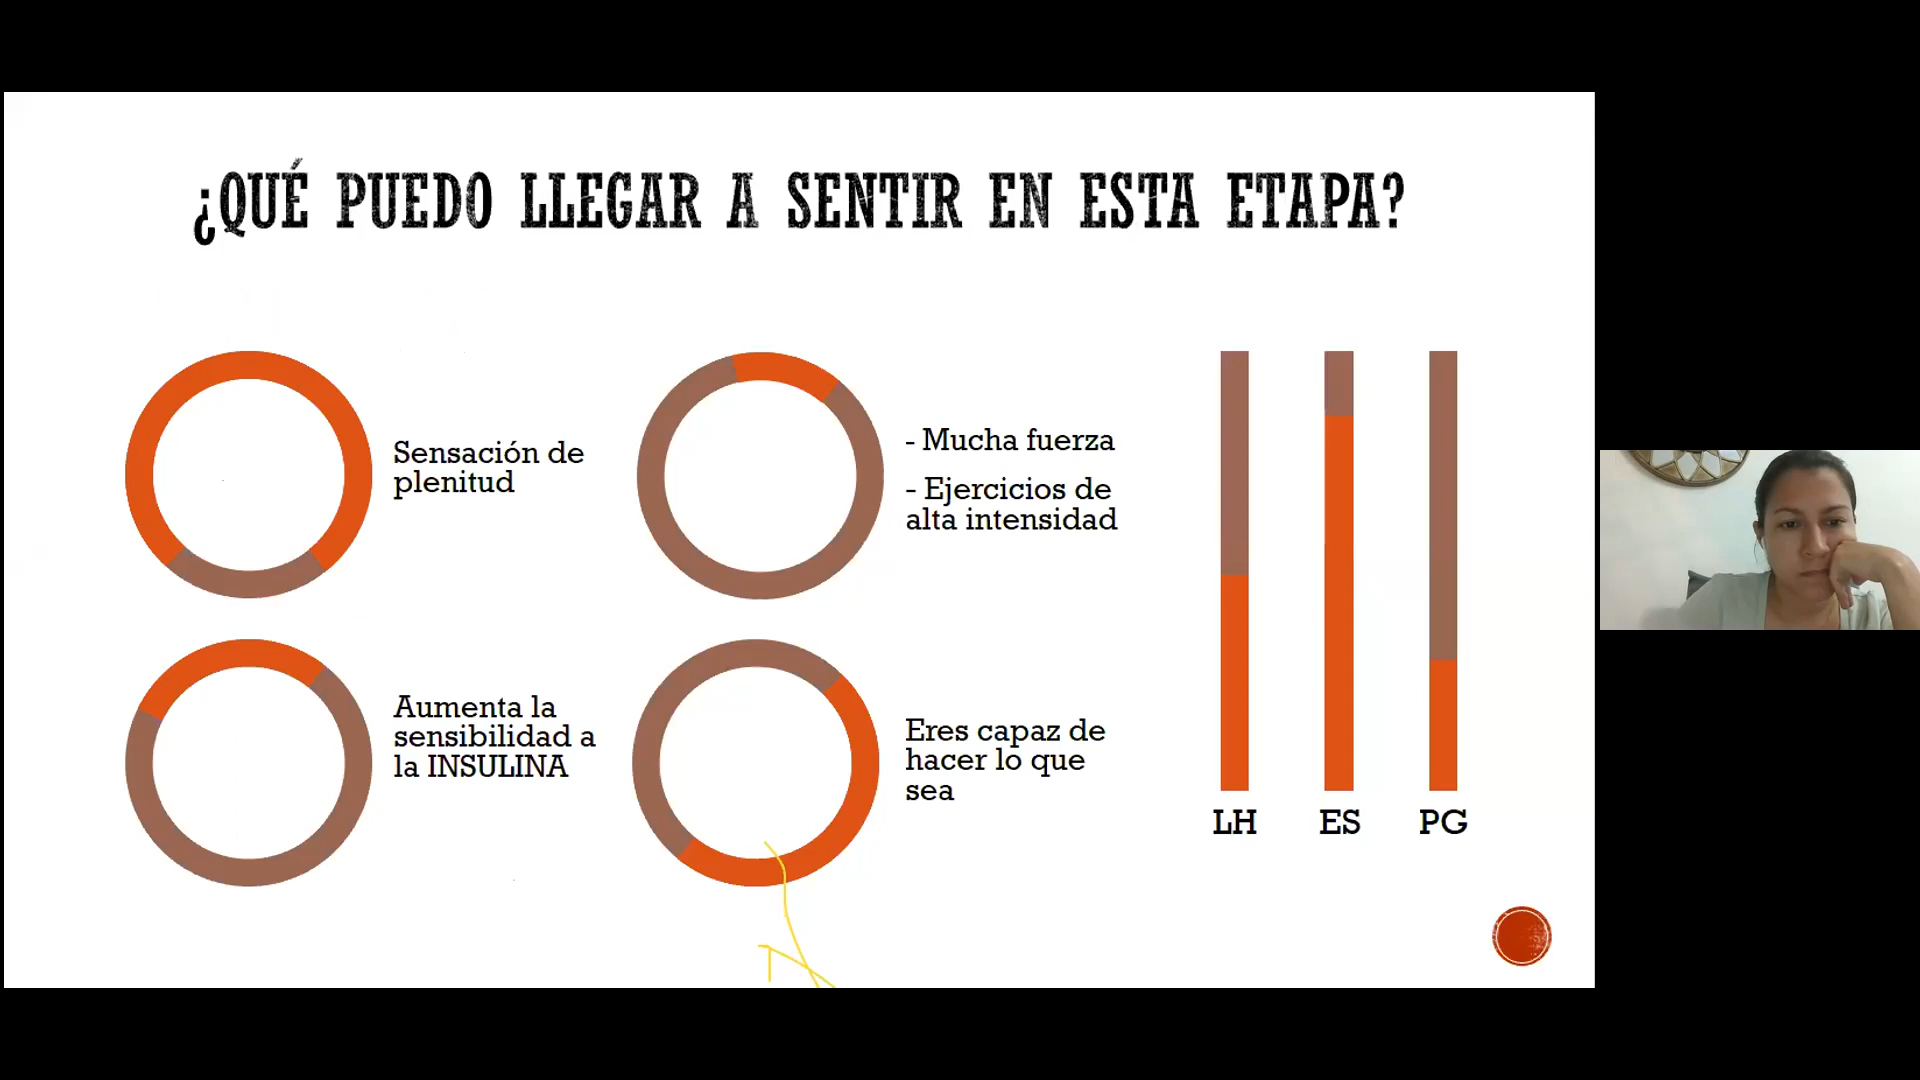 ¿QUÉ PUEDO LLEGAR A SENTIR EN ESTA ETAPA?
Sensación de
plenitud
- Mucha fuerza
- Ejercicios de
alta intensidad
Aumenta la
sensibilidad a
la INSULINA
Eres capaz de
hacer lo que
sea
LH
ES
PG